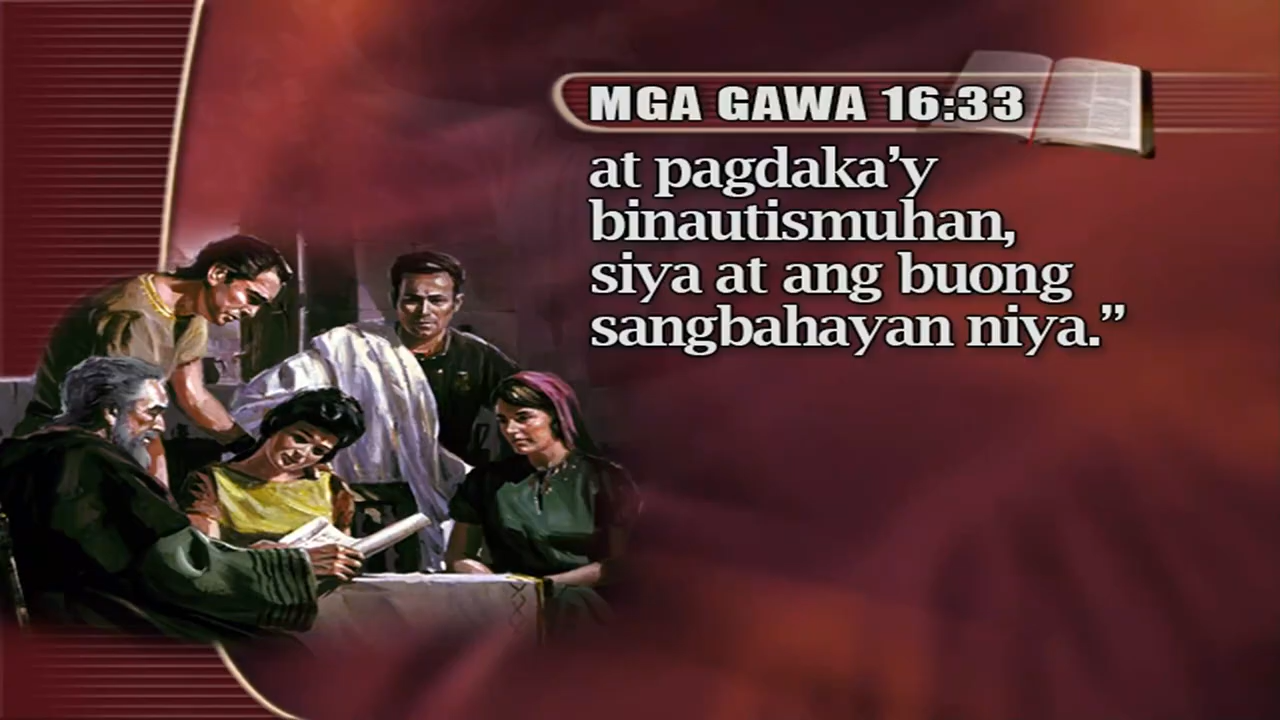 MGA GAWA 16:33
at pagdaka’y
binautismuhan,
siya at ang buong
sangbahayan niya.”